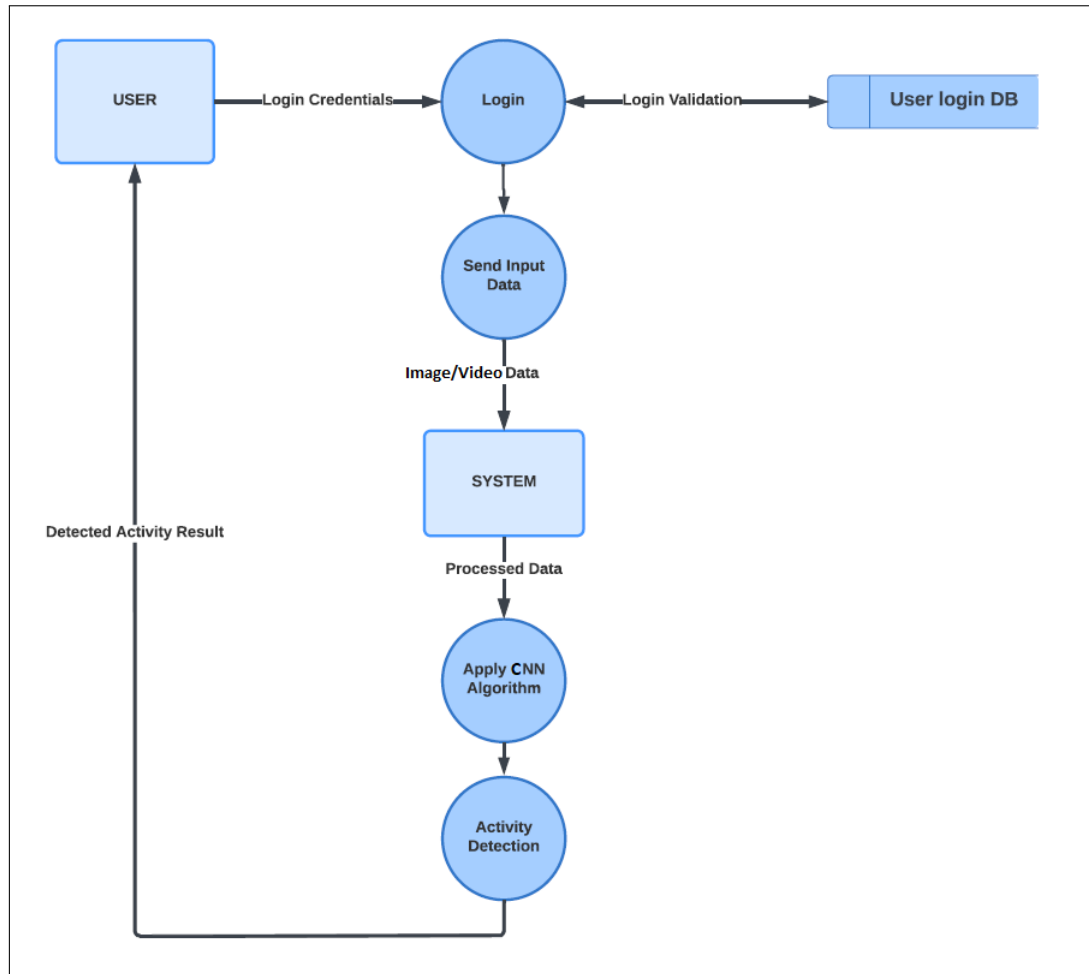 USER
Login Credentials
Login
Login Validation
User login DB
Send Input
Data
Image/Video Data
SYSTEM
Detected Activity Result
Processed Data
Apply CNN
Algorithm
Activity
Detection